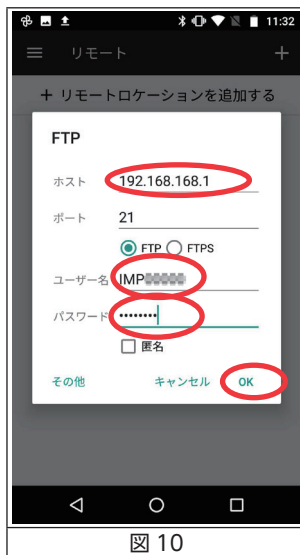 11:32
リモート
+ リモートロケーションを追加する
FTP
ホスト 192.168.168.1
ポート 21
FTP FTPS
ユーザー名 IMP
パスワード ••••••••
匿名
その他 キャンセル OK
図 10